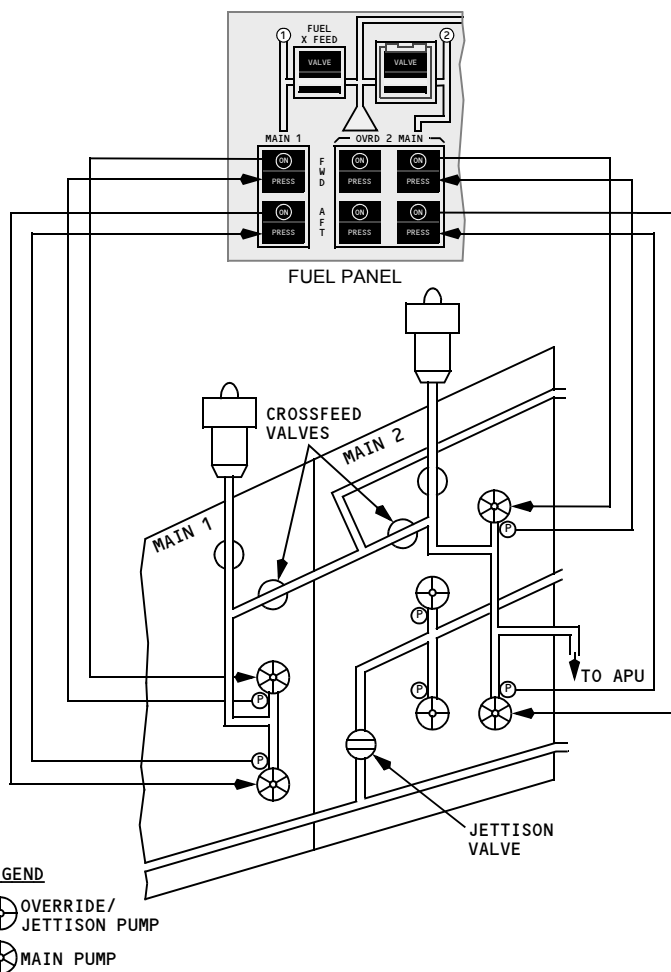 FUEL
X FEED
1
2
VALVE
VALVE
MAIN 1
OVRD 2 MAIN
ON
PRESS
FWD
ON
PRESS
ON
PRESS
ON
PRESS
AFT
ON
PRESS
ON
PRESS
FUEL PANEL
CROSSFEED
VALVES
MAIN 2
MAIN 1
P
P
P
P
P
P
TO APU
JETTISON
VALVE
GEND
OVERRIDE/
JETTISON PUMP
MAIN PUMP